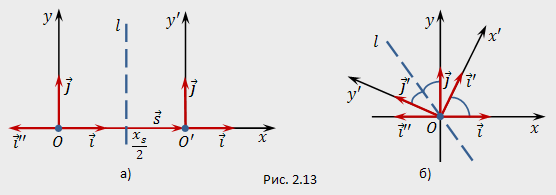 y y′
l
j⃗ j⃗
s⃗
i⃗″ O i⃗ x_s/2 O′ i⃗ x
а)
y
l x′
j⃗′ j⃗ i⃗′
y′
i⃗″ O i⃗ x
б)
Рис. 2.13